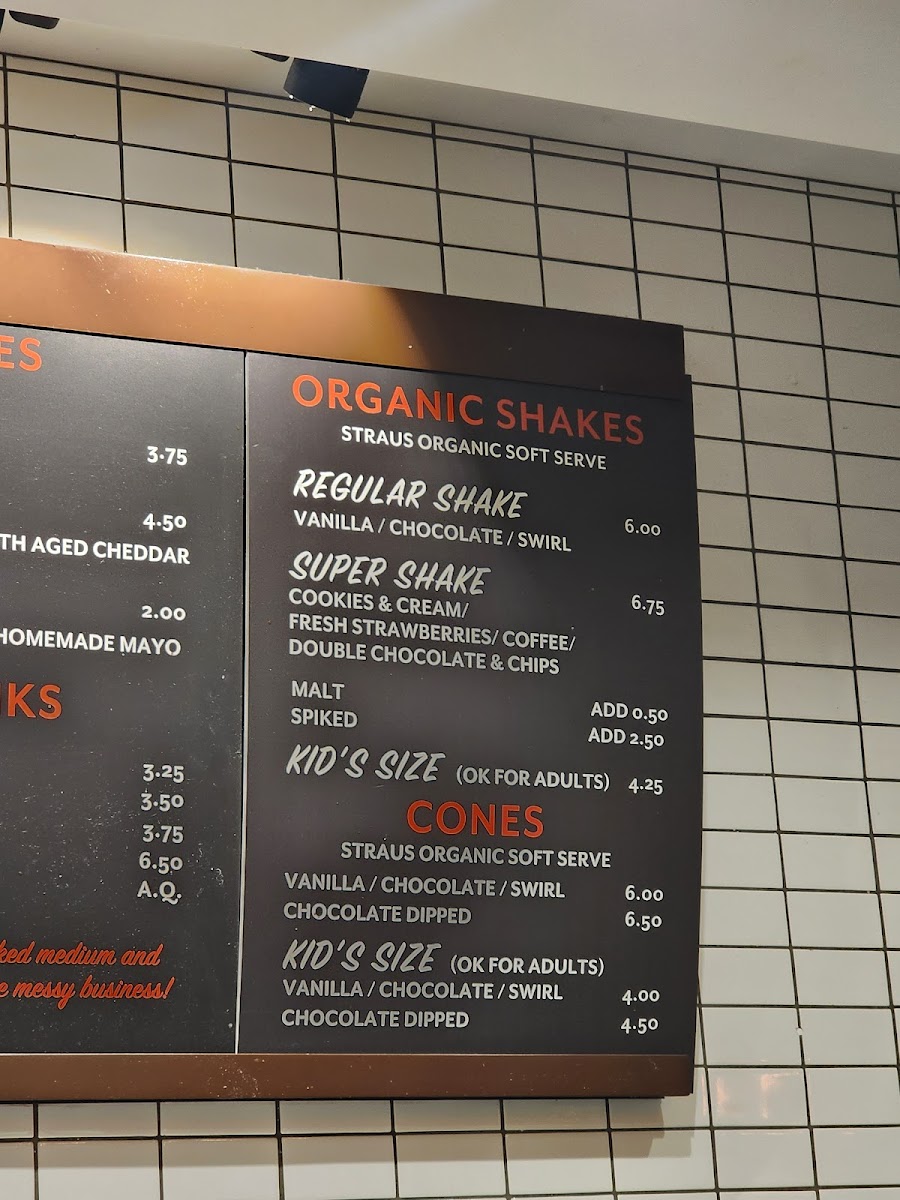 ES
3.75
4.50
TH AGED CHEDDAR
2.00
HOMEMADE MAYO
NKS
3.25
3.50
3.75
6.50
A.Q.
ked medium and
e messy business!
ORGANIC SHAKES
STRAUS ORGANIC SOFT SERVE
REGULAR SHAKE
VANILLA / CHOCOLATE / SWIRL 6.00
SUPER SHAKE
COOKIES & CREAM/ 6.75
FRESH STRAWBERRIES/ COFFEE/
DOUBLE CHOCOLATE & CHIPS
MALT ADD 0.50
SPIKED ADD 2.50
KID'S SIZE (OK FOR ADULTS) 4.25
CONES
STRAUS ORGANIC SOFT SERVE
VANILLA / CHOCOLATE / SWIRL 6.00
CHOCOLATE DIPPED 6.50
KID'S SIZE (OK FOR ADULTS)
VANILLA / CHOCOLATE / SWIRL 4.00
CHOCOLATE DIPPED 4.50